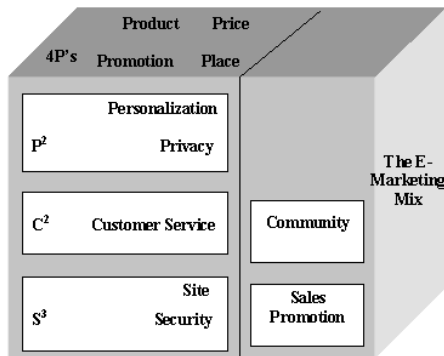 Product Price
4P's Promotion Place
Personalization
P² Privacy
C² Customer Service
Site
S³ Security
Community
Sales
Promotion
The E-
Marketing
Mix